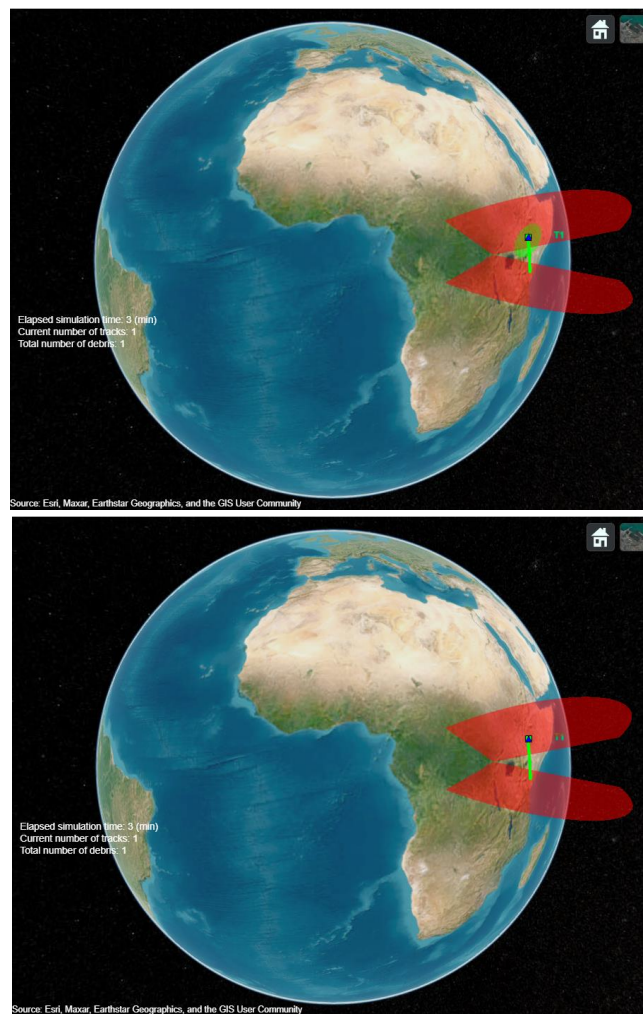 T1
Elapsed simulation time: 3 (min)
Current number of tracks: 1
Total number of debris: 1
Source: Esri, Maxar, Earthstar Geographics, and the GIS User Community
Elapsed simulation time: 3 (min)
Current number of tracks: 1
Total number of debris: 1
Source: Esri, Maxar, Earthstar Geographics, and the GIS User Community